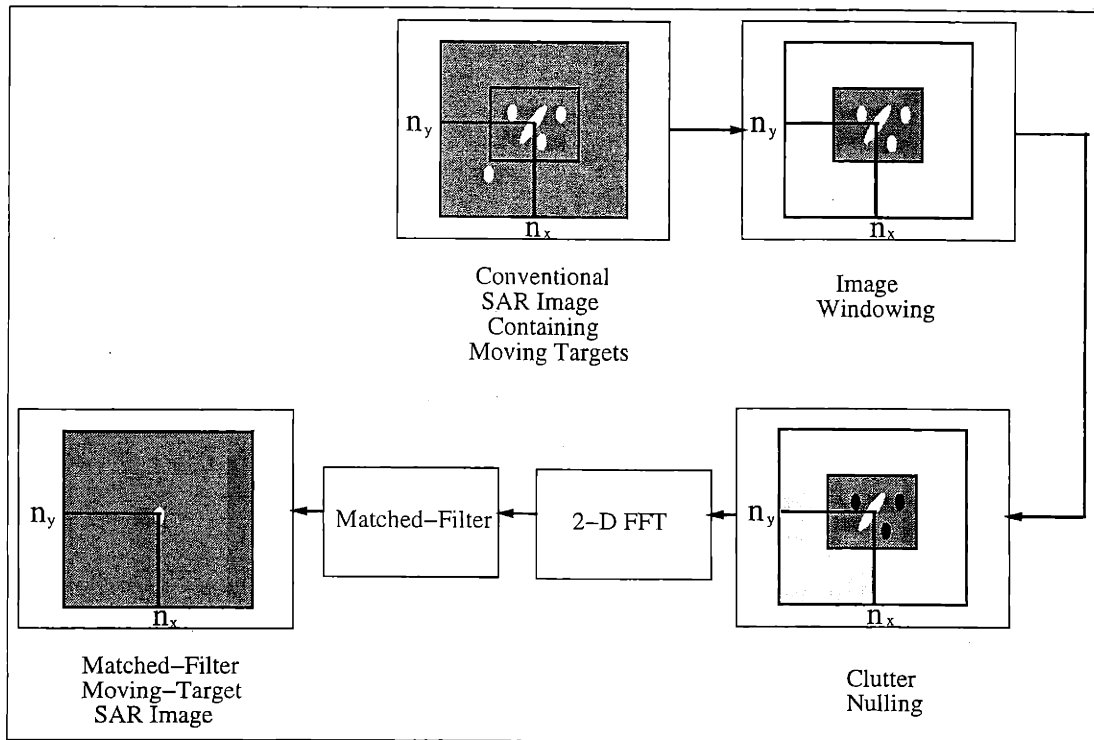 n_y
n_x
Conventional
SAR Image
Containing
Moving Targets
n_y
n_x
Image
Windowing
n_y
n_x
Matched–Filter
Moving–Target
SAR Image
Matched–Filter
2–D FFT
n_y
n_x
Clutter
Nulling